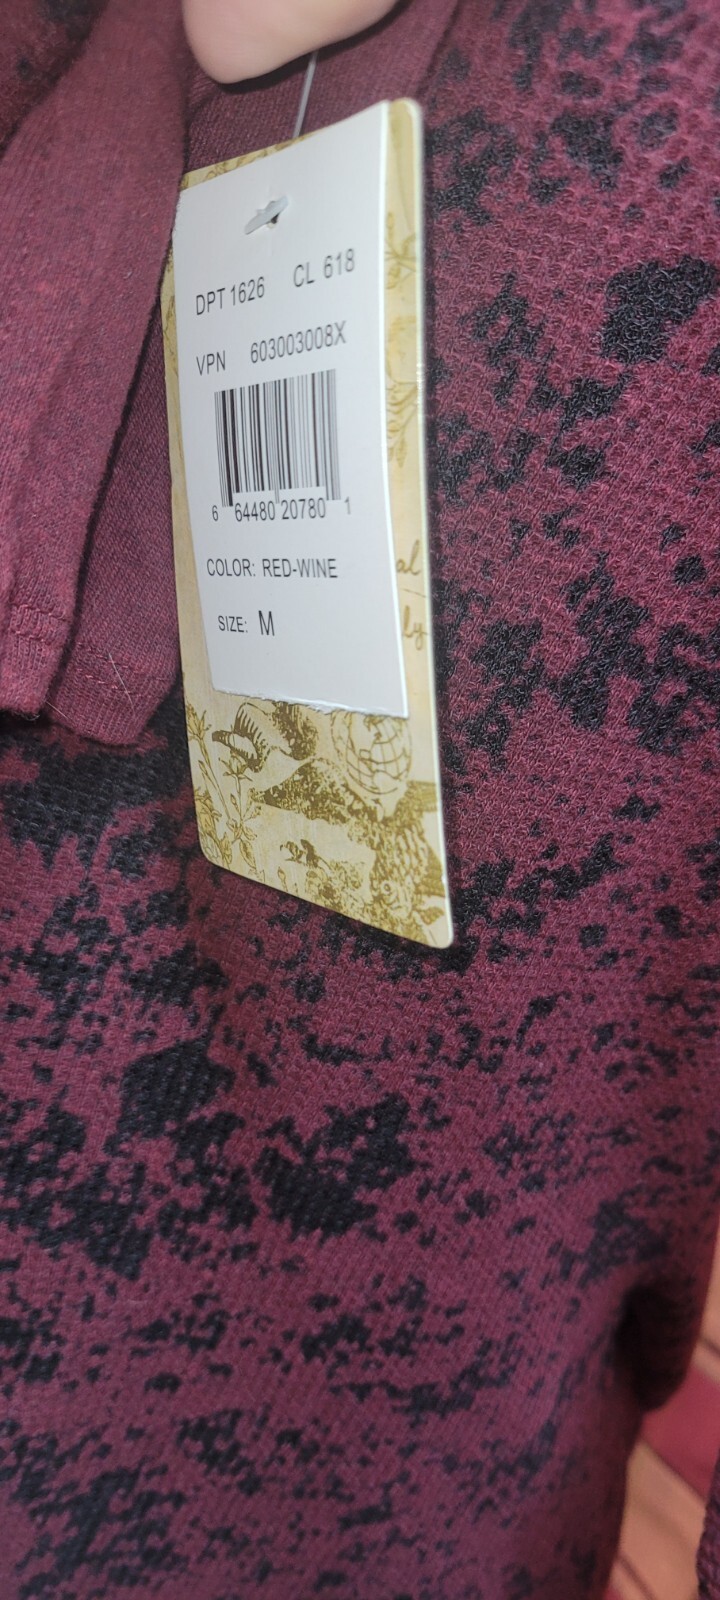 DPT 1626 CL 618
VPN 603003008X
6 64480 20780 1
COLOR: RED-WINE
SIZE: M